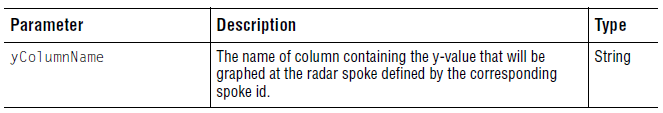 Parameter Description Type
yColumnName The name of column containing the y-value that will be String
graphed at the radar spoke defined by the corresponding
spoke id.